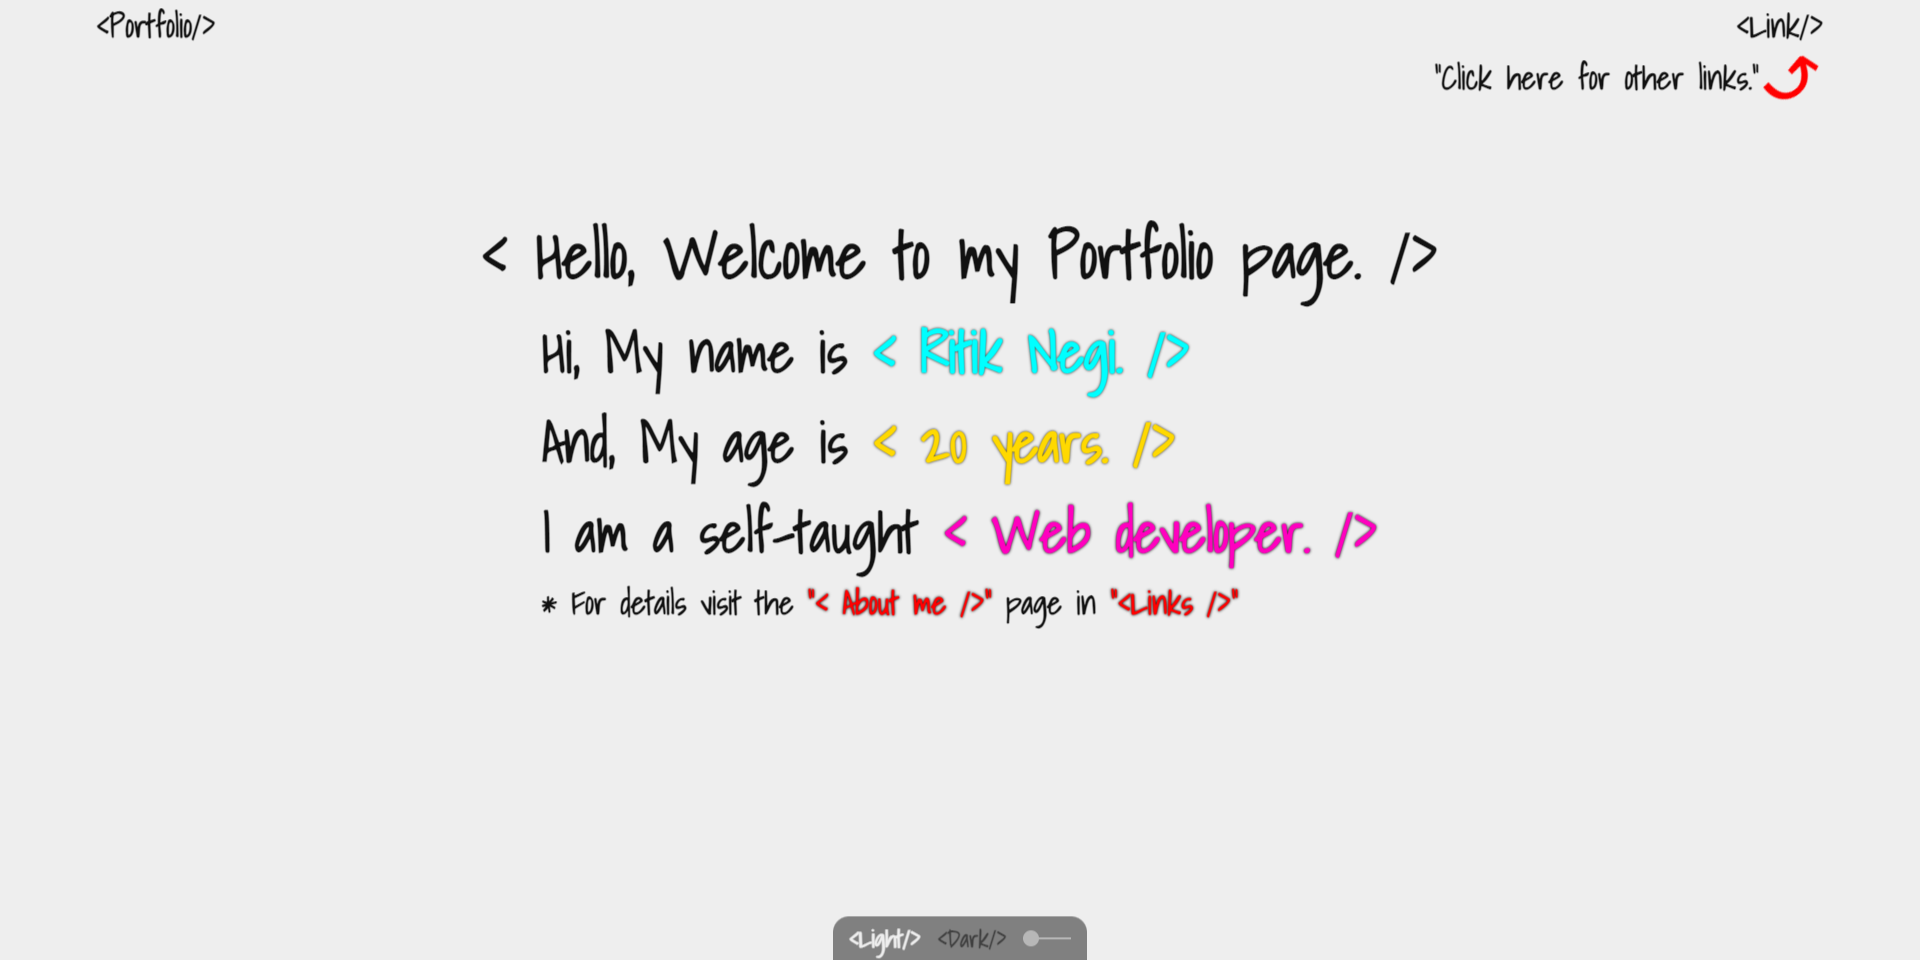 <Portfolio/>
<Link/>
"Click here for other links."
< Hello, Welcome to my Portfolio page. />
Hi, My name is < Ritik Negi. />
And, My age is < 20 years. />
I am a self-taught < Web developer. />
* For details visit the "< About me />" page in "<Links />"
<Light/> <Dark/>